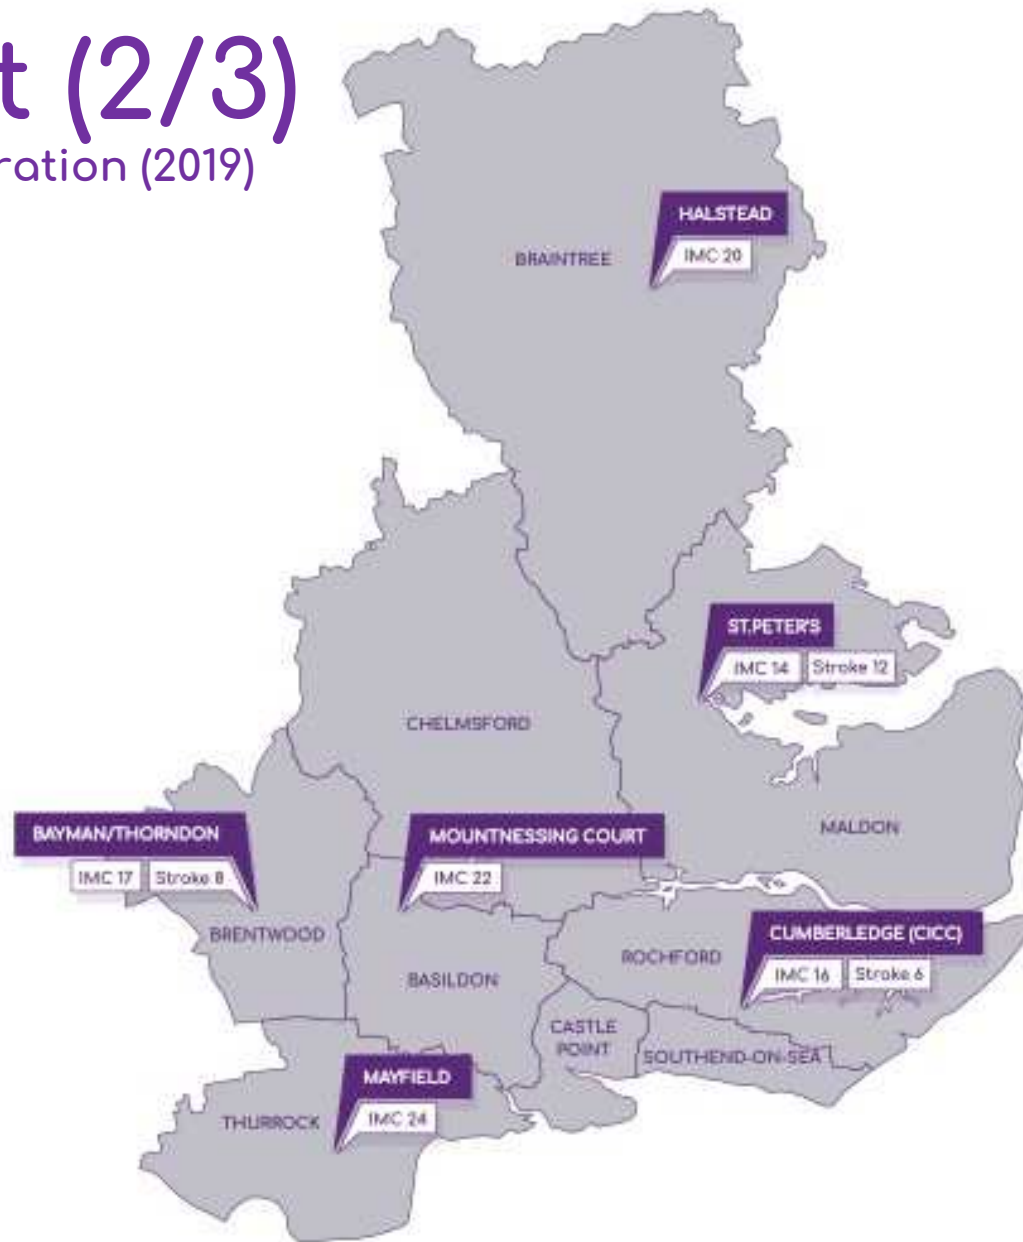 t (2/3)
ration (2019)
HALSTEAD
IMC 20
BRAINTREE
ST.PETER'S
IMC 14 Stroke 12
CHELMSFORD
MALDON
BAYMAN/THORNDON
IMC 17 Stroke 8
MOUNTNESSING COURT
IMC 22
BRENTWOOD
BASILDON
ROCHFORD
CUMBERLEDGE (CICC)
IMC 16 Stroke 6
CASTLE
POINT
SOUTHEND-ON-SEA
MAYFIELD
IMC 24
THURROCK